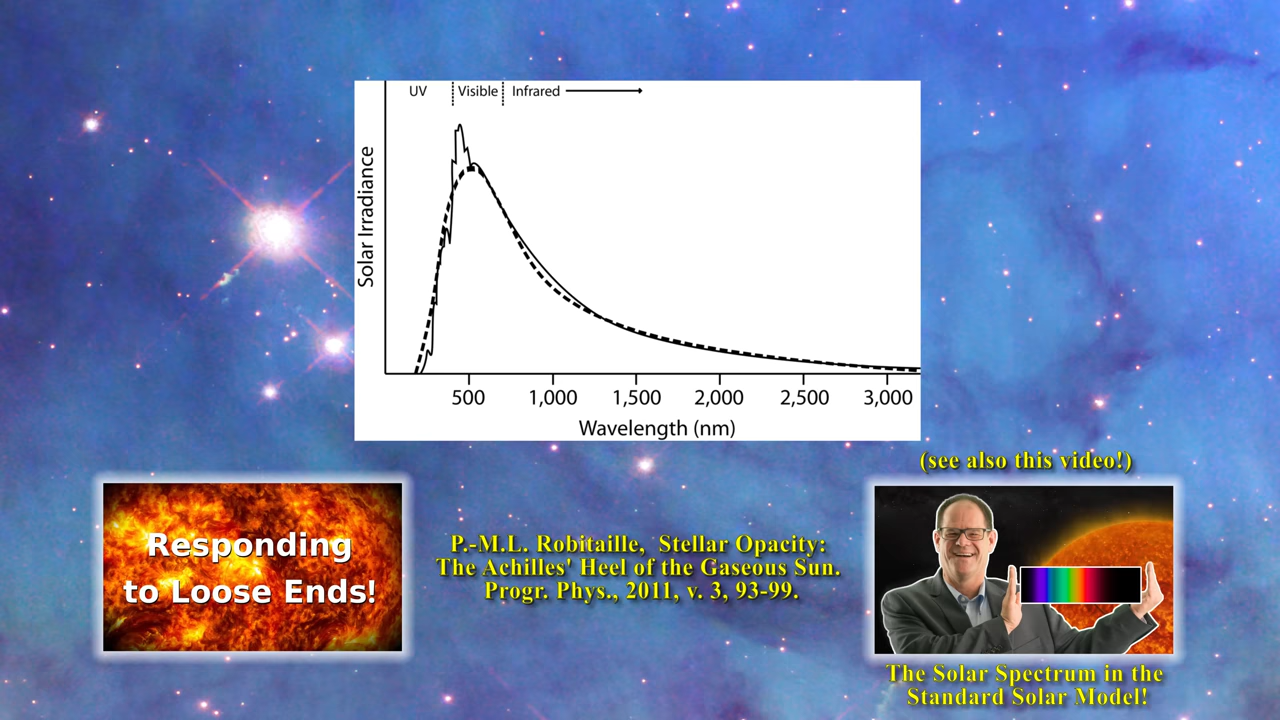 UV Visible Infrared
Solar Irradiance
500 1,000 1,500 2,000 2,500 3,000
Wavelength (nm)
(see also this video!)
Responding
to Loose Ends!
P.-M.L. Robitaille, Stellar Opacity:
The Achilles' Heel of the Gaseous Sun.
Progr. Phys., 2011, v. 3, 93-99.
The Solar Spectrum in the
Standard Solar Model!